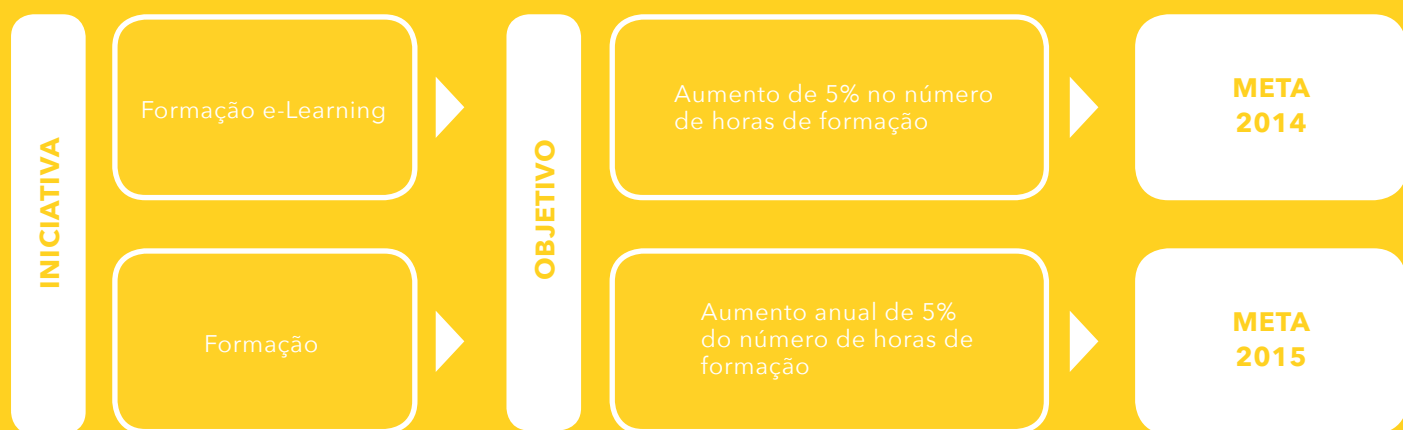 INICIATIVA
Formação e-Learning
OBJETIVO
Aumento de 5% no número
de horas de formação
META
2014
Formação
Aumento anual de 5%
do número de horas de
formação
META
2015